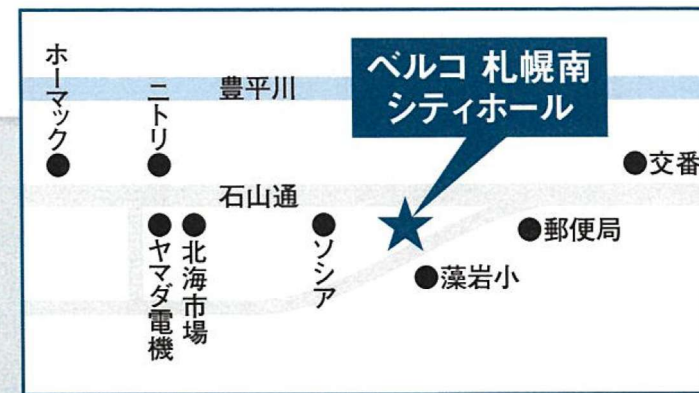 ホーマック
ニトリ
豊平川
ベルコ 札幌南
シティホール
交番
石山通
ヤマダ電機
北海市場
ソシア
郵便局
藻岩小